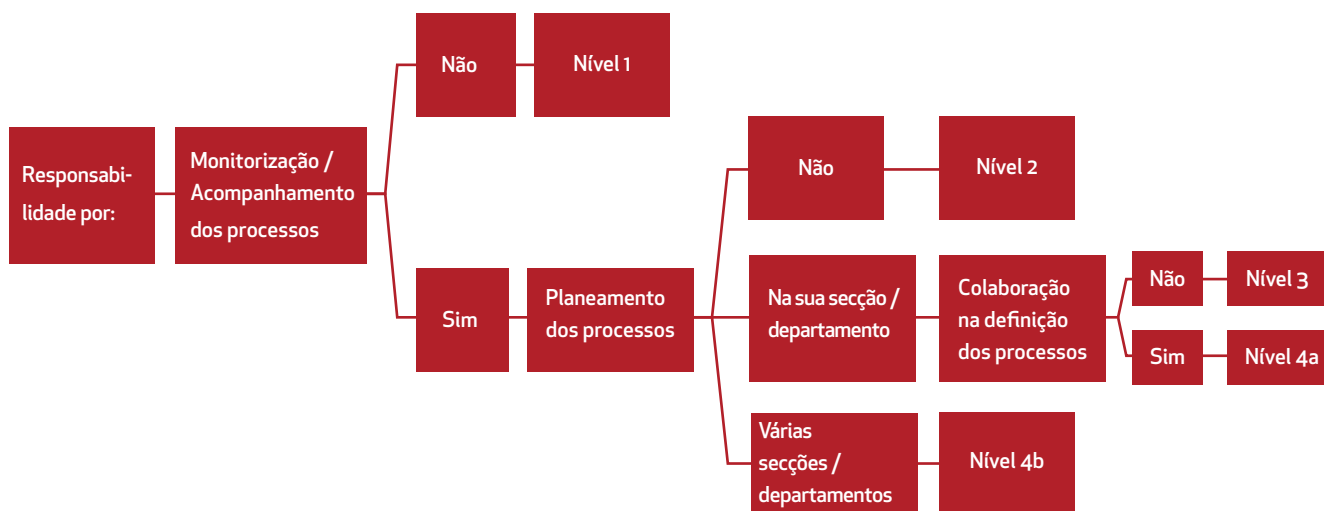 Responsabi-
lidade por:
Monitorização /
Acompanhamento
dos processos
Não
Nível 1
Sim
Planeamento
dos processos
Não
Nível 2
Na sua secção /
departamento
Colaboração
na definição
dos processos
Não
Nível 3
Sim
Nível 4a
Várias
secções /
departamentos
Nível 4b